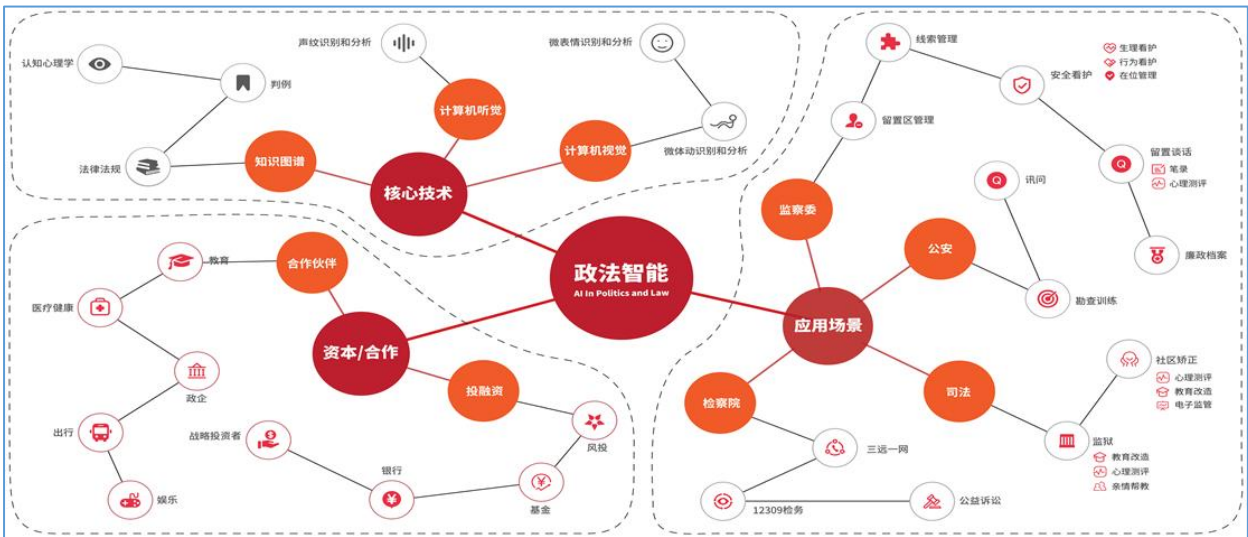 声纹识别和分析
微表情识别和分析
认知心理学
判例
计算机听觉
法律法规
知识图谱
计算机视觉
微体动识别和分析
核心技术
线索管理
生理看护
行为看护
在位管理
安全看护
留置区管理
留置谈话
笔录
心理测评
讯问
监察委
公安
廉政档案
勘查训练
政法智能
AI In Politics and Law
应用场景
教育
合作伙伴
医疗健康
资本/合作
政企
投融资
出行
战略投资者
风投
银行
娱乐
基金
检察院
司法
社区矫正
心理测评
教育改造
电子监管
三远一网
监狱
教育改造
心理测评
亲情帮教
12309检务
公益诉讼